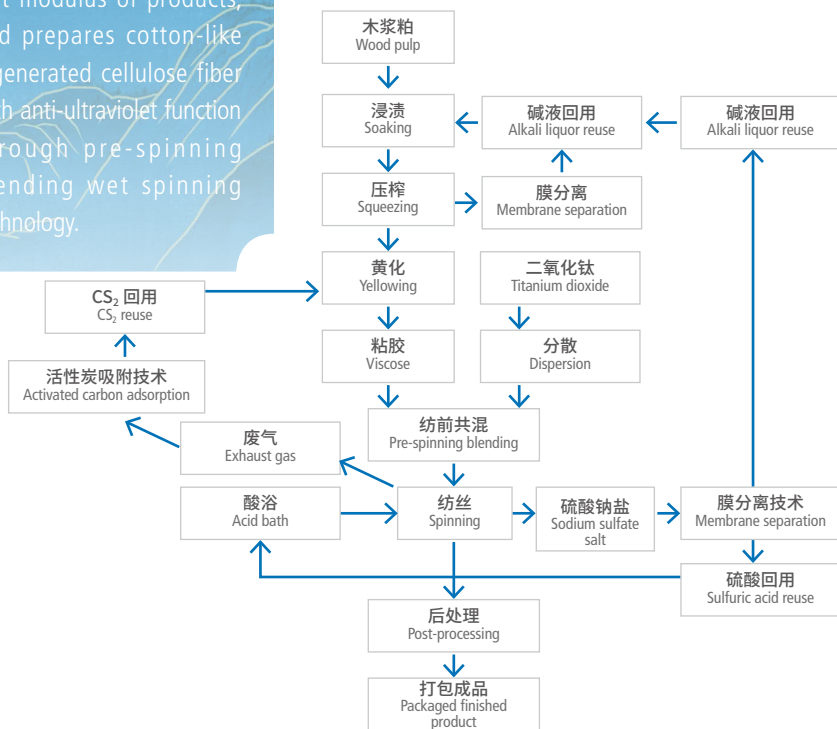 t modulus of products,
d prepares cotton-like
generated cellulose fiber
th anti-ultraviolet function
rough pre-spinning
ending wet spinning
hnology.
木浆粕
Wood pulp
浸渍
Soaking
碱液回用
Alkali liquor reuse
碱液回用
Alkali liquor reuse
压榨
Squeezing
膜分离
Membrane separation
黄化
Yellowing
二氧化钛
Titanium dioxide
CS₂ 回用
CS₂ reuse
粘胶
Viscose
分散
Dispersion
活性炭吸附技术
Activated carbon adsorption
纺前共混
Pre-spinning blending
废气
Exhaust gas
酸浴
Acid bath
纺丝
Spinning
硫酸钠盐
Sodium sulfate
salt
膜分离技术
Membrane separation
硫酸回用
Sulfuric acid reuse
后处理
Post-processing
打包成品
Packaged finished
product